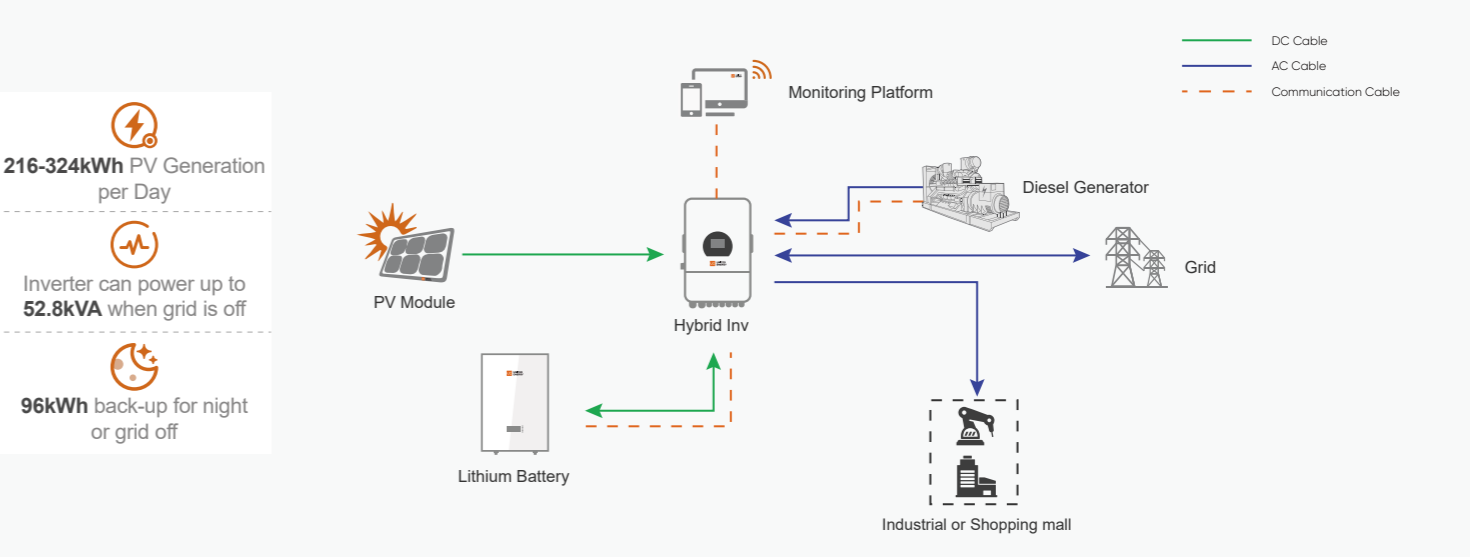 DC Cable
AC Cable
Communication Cable
Monitoring Platform
216-324kWh PV Generation
per Day
Diesel Generator
Inverter can power up to
52.8kVA when grid is off
Grid
PV Module
Hybrid Inv
96kWh back-up for night
or grid off
Lithium Battery
Industrial or Shopping mall